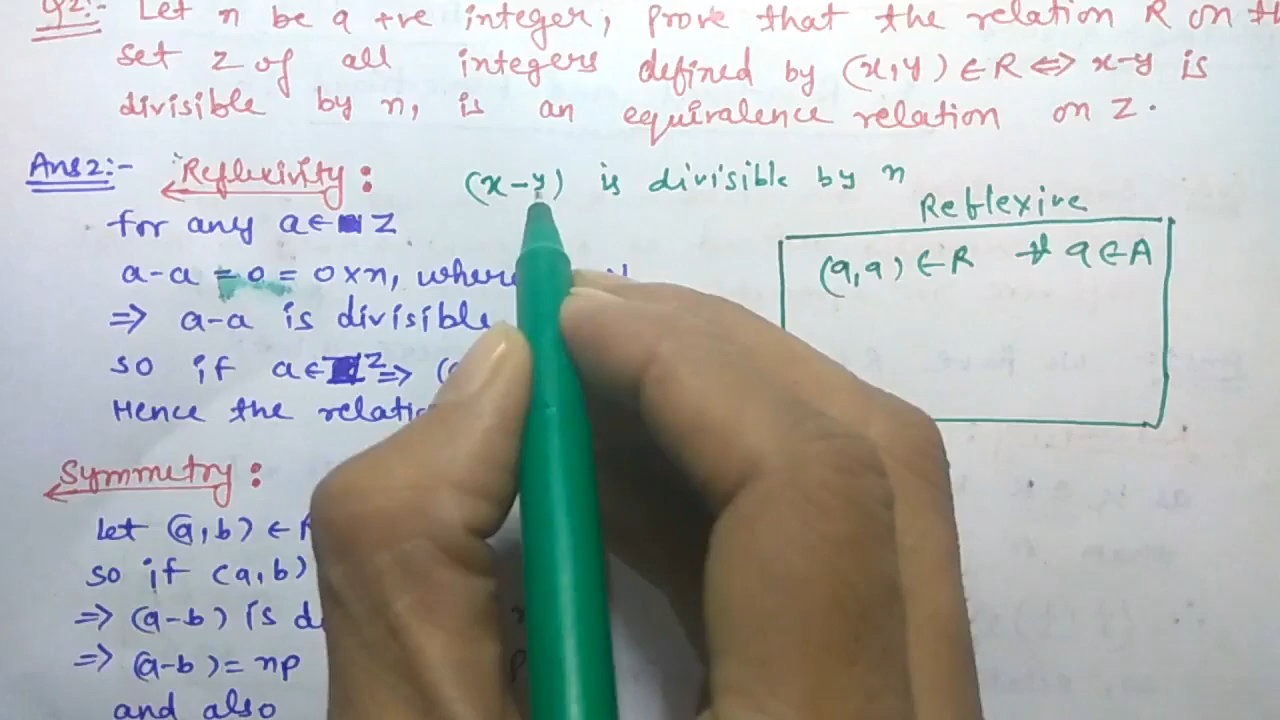 Q2:- Let n be a +ve integer, prove that the relation R on
set Z of all integers defined by (x,y) ∈ R ⇔ x-y is
divisible by n, is an equivalence relation on Z.
Ans2:- Reflexivity:
(x-y) is divisible by n
for any a∈ Z
a-a = 0 = 0×n, where
⇒ a-a is divisible
so if a∈ Z ⇒
Hence the
Reflexive
(a,a) ∈ R ∀ a ∈ A
Symmetry:
Let (a,b) ∈
so if (a,b)
⇒ (a-b) is
⇒ (a-b) = np
and also